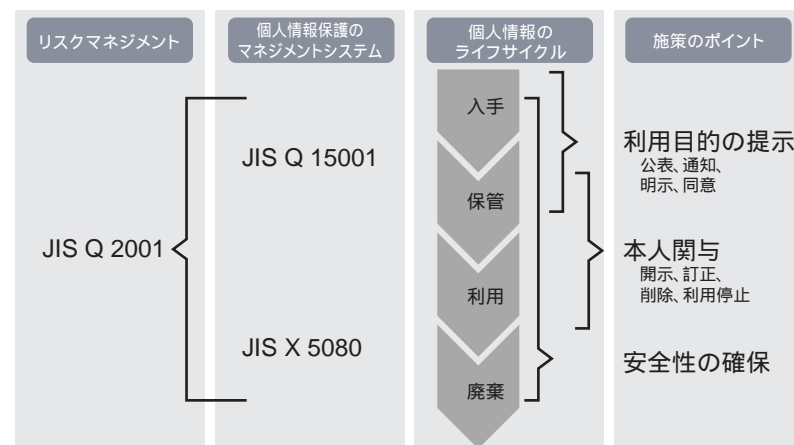 リスクマネジメント
個人情報保護の
マネジメントシステム
個人情報の
ライフサイクル
施策のポイント
JIS Q 2001
JIS Q 15001
JIS X 5080
入手
保管
利用
廃棄
利用目的の提示
公表、通知、
明示、同意
本人関与
開示、訂正、
削除、利用停止
安全性の確保